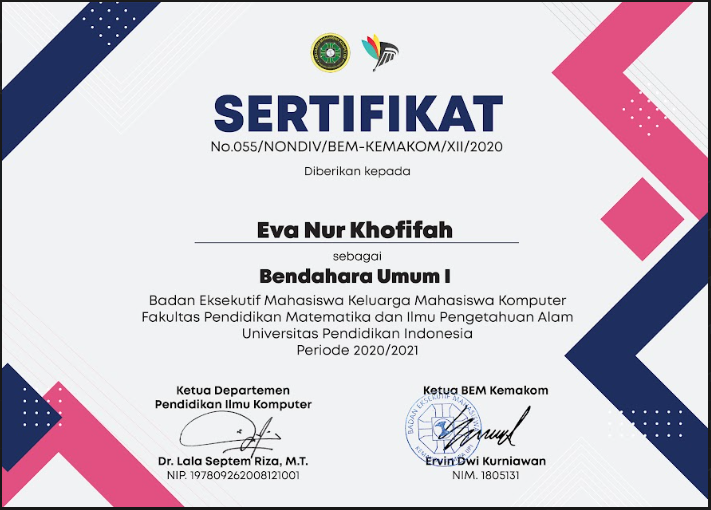 SERTIFIKAT
No.055/NONDIV/BEM-KEMAKOM/XII/2020
Diberikan kepada
Eva Nur Khofifah
sebagai
Bendahara Umum I
Badan Eksekutif Mahasiswa Keluarga Mahasiswa Komputer
Fakultas Pendidikan Matematika dan Ilmu Pengetahuan Alam
Universitas Pendidikan Indonesia
Periode 2020/2021
Ketua Departemen
Pendidikan Ilmu Komputer
Dr. Lala Septem Riza, M.T.
NIP. 197809262008121001
Ketua BEM Kemakom
BADAN EKSEKUTIF
Ervin Dwi Kurniawan
NIM. 1805131